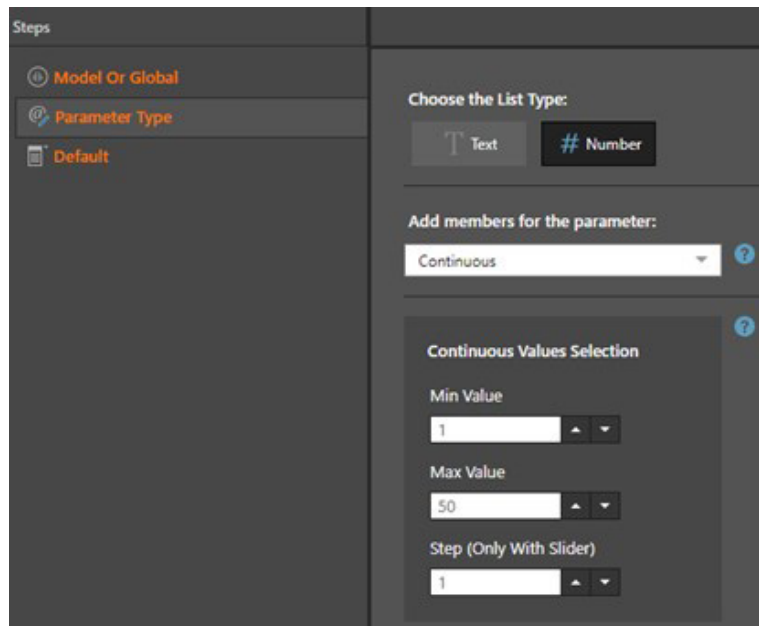 Steps
Model Or Global
Parameter Type
Default
Choose the List Type:
T Text
# Number
Add members for the parameter:
Continuous
?
?
Continuous Values Selection
Min Value
1
Max Value
50
Step (Only With Slider)
1